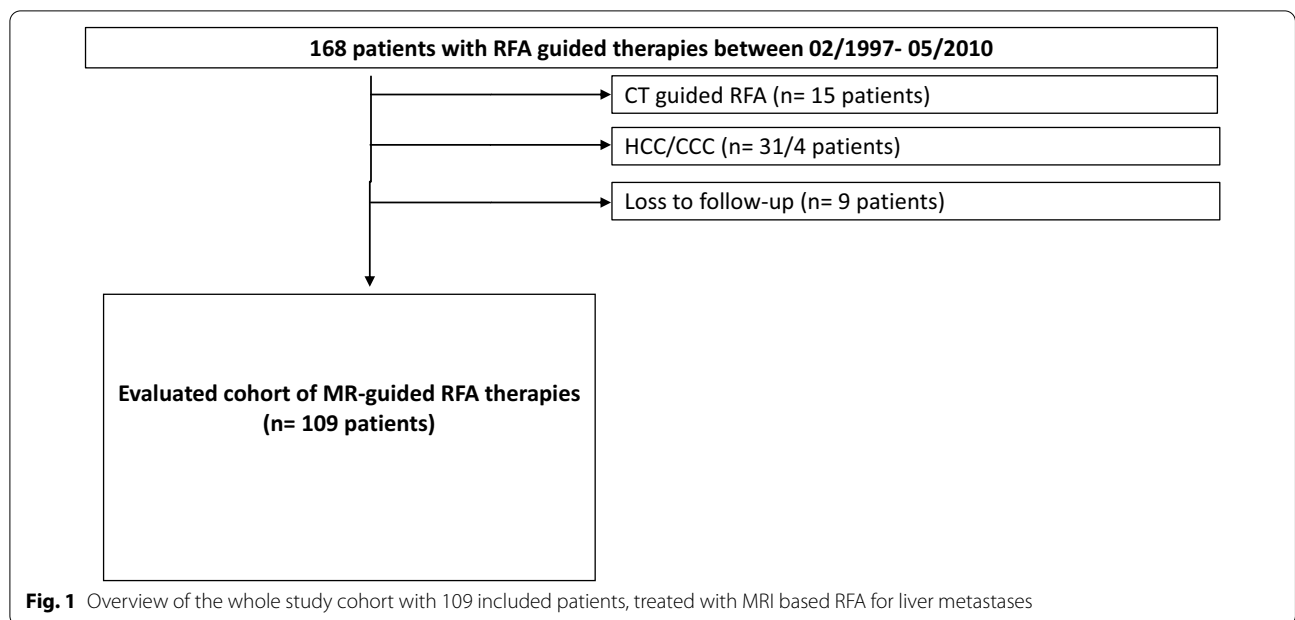 168 patients with RFA guided therapies between 02/1997- 05/2010
CT guided RFA (n= 15 patients)
HCC/CCC (n= 31/4 patients)
Loss to follow-up (n= 9 patients)
Evaluated cohort of MR-guided RFA therapies
(n= 109 patients)
Fig. 1 Overview of the whole study cohort with 109 included patients, treated with MRI based RFA for liver metastases